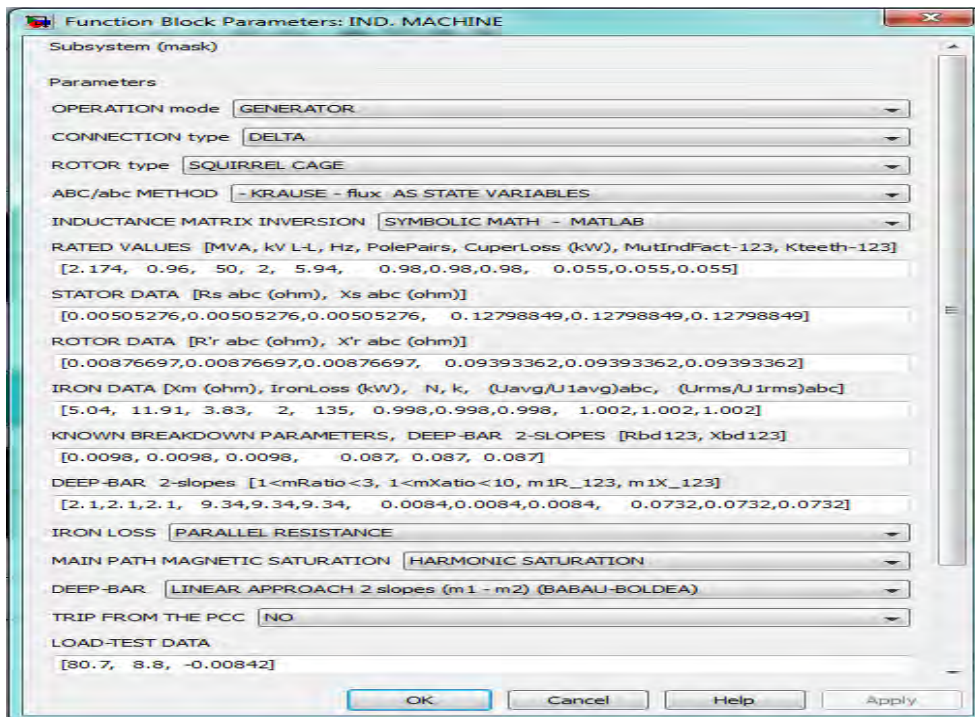 Function Block Parameters: IND. MACHINE
Subsystem (mask)
Parameters
OPERATION mode GENERATOR
CONNECTION type DELTA
ROTOR type SQUIRREL CAGE
ABC/abc METHOD - KRAUSE - flux AS STATE VARIABLES
INDUCTANCE MATRIX INVERSION SYMBOLIC MATH - MATLAB
RATED VALUES [MVA, kV L-L, Hz, PolePairs, CuperLoss (kW), MutIndFact-123, Kteeth-123]
[2.174, 0.96, 50, 2, 5.94, 0.98,0.98,0.98, 0.055,0.055,0.055]
STATOR DATA [Rs abc (ohm), Xs abc (ohm)]
[0.00505276,0.00505276,0.00505276, 0.12798849,0.12798849,0.12798849]
ROTOR DATA [R'r abc (ohm), X'r abc (ohm)]
[0.00876697,0.00876697,0.00876697, 0.09393362,0.09393362,0.09393362]
IRON DATA [Xm (ohm), IronLoss (kW), N, k, (Uavg/U1avg)abc, (Urms/U1rms)abc]
[5.04, 11.91, 3.83, 2, 135, 0.998,0.998,0.998, 1.002,1.002,1.002]
KNOWN BREAKDOWN PARAMETERS, DEEP-BAR 2-SLOPES [Rbd123, Xbd123]
[0.0098, 0.0098, 0.0098, 0.087, 0.087, 0.087]
DEEP-BAR 2-slopes [1<mRatio<3, 1<mXatio<10, m1R_123, m1X_123]
[2.1,2.1,2.1, 9.34,9.34,9.34, 0.0084,0.0084,0.0084, 0.0732,0.0732,0.0732]
IRON LOSS PARALLEL RESISTANCE
MAIN PATH MAGNETIC SATURATION HARMONIC SATURATION
DEEP-BAR LINEAR APPROACH 2 slopes (m1 - m2) (BABAU-BOLDEA)
TRIP FROM THE PCC NO
LOAD-TEST DATA
[80.7, 8.8, -0.00842]
OK Cancel Help Apply